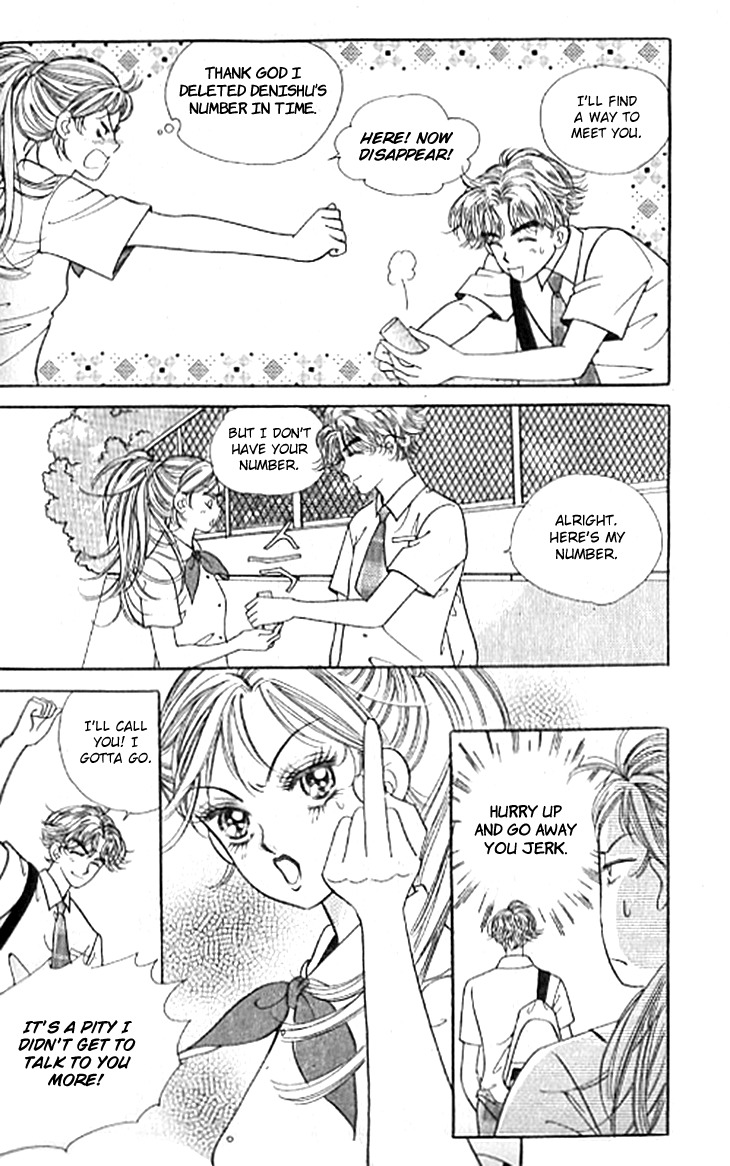 THANK GOD I
DELETED DENISHU'S
NUMBER IN TIME.
HERE! NOW
DISAPPEAR!
I'LL FIND
A WAY TO
MEET YOU.
BUT I DON'T
HAVE YOUR
NUMBER.
ALRIGHT.
HERE'S MY
NUMBER.
I'LL CALL
YOU! I
GOTTA GO.
IT'S A PITY I
DIDN'T GET TO
TALK TO YOU
MORE!
HURRY UP
AND GO AWAY
YOU JERK.